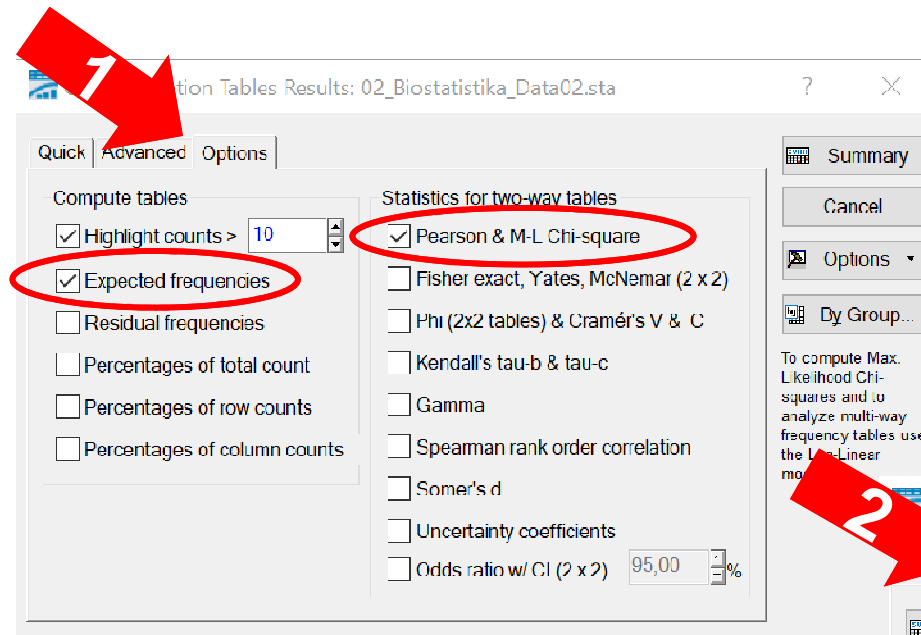 1
tion Tables Results: 02_Biostatistika_Data02.sta
?
Quick Advanced Options
Compute tables
Highlight counts > 10
Expected frequencies
Residual frequencies
Percentages of total count
Percentages of row counts
Percentages of column counts
Statistics for two-way tables
Pearson & M-L Chi-square
Fisher exact, Yates, McNemar (2 x 2)
Phi (2x2 tables) & Cramér's V & C
Kendall's tau-b & tau-c
Gamma
Spearman rank order correlation
Somer's d
Uncertainty coefficients
Odds ratio w/ CI (2 x 2) 95,00 %
Summary
Cancel
Options
By Group...
To compute Max.
Likelihood Chi-
squares and to
analyze multi-way
frequency tables use
the -Linear
2